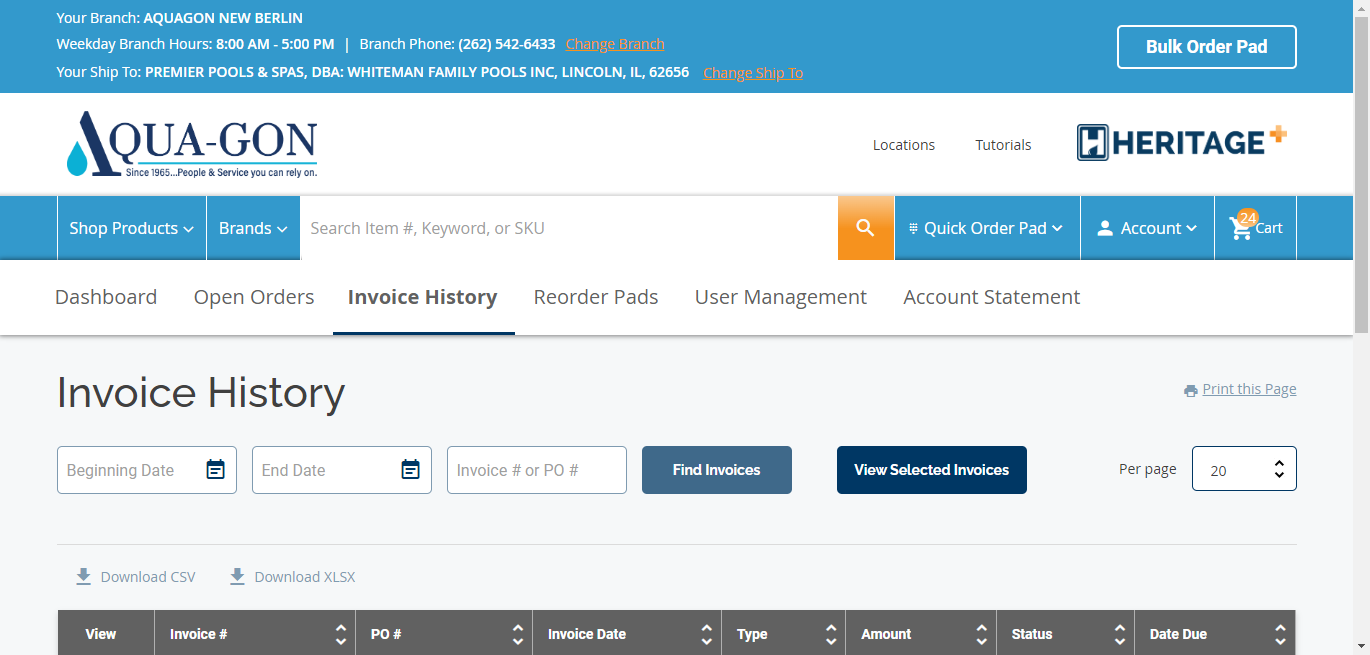 Your Branch: AQUAGON NEW BERLIN
Weekday Branch Hours: 8:00 AM - 5:00 PM | Branch Phone: (262) 542-6433 Change Branch
Your Ship To: PREMIER POOLS & SPAS, DBA: WHITEMAN FAMILY POOLS INC, LINCOLN, IL, 62656 Change Ship To
Bulk Order Pad
AQUA-GON
Since 1965...People & Service you can rely on.
Locations Tutorials
HERITAGE+
Shop Products Brands Search Item #, Keyword, or SKU Quick Order Pad Account 24 Cart
Dashboard Open Orders Invoice History Reorder Pads User Management Account Statement
Invoice History
Print this Page
Beginning Date End Date Invoice # or PO # Find Invoices View Selected Invoices Per page 20
Download CSV Download XLSX
View Invoice # PO # Invoice Date Type Amount Status Date Due